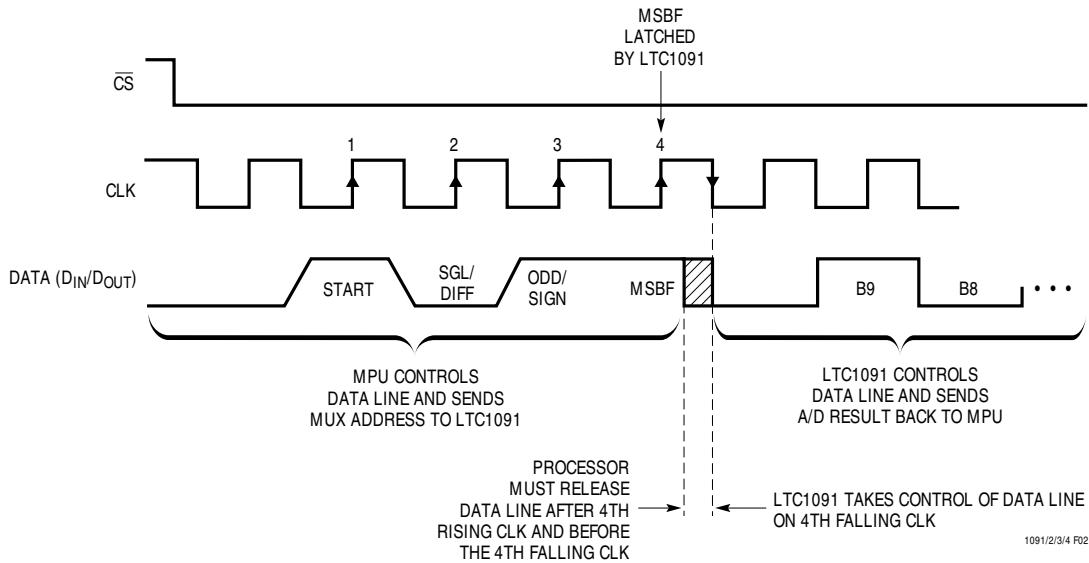 MSBF
LATCHED
BY LTC1091
CS
1 2 3 4
CLK
DATA (DIN/DOUT)
START
SGL/
DIFF
ODD/
SIGN
MSBF
B9
B8
• • •
MPU CONTROLS
DATA LINE AND SENDS
MUX ADDRESS TO LTC1091
LTC1091 CONTROLS
DATA LINE AND SENDS
A/D RESULT BACK TO MPU
PROCESSOR
MUST RELEASE
DATA LINE AFTER 4TH
RISING CLK AND BEFORE
THE 4TH FALLING CLK
LTC1091 TAKES CONTROL OF DATA LINE
ON 4TH FALLING CLK
1091/2/3/4 F02